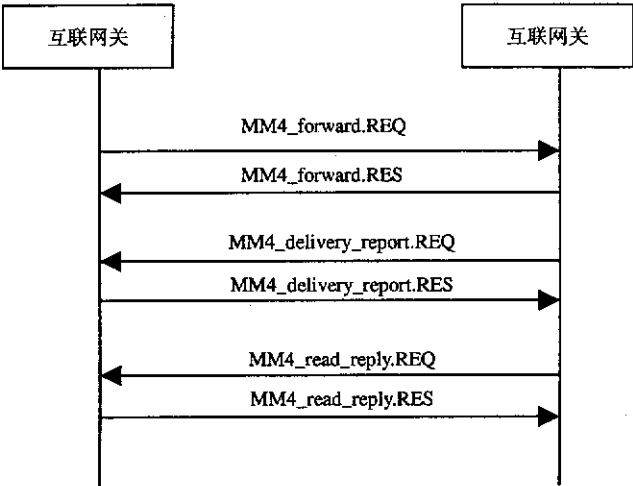 互联网关
互联网关
MM4_forward.REQ
MM4_forward.RES
MM4_delivery_report.REQ
MM4_delivery_report.RES
MM4_read_reply.REQ
MM4_read_reply.RES